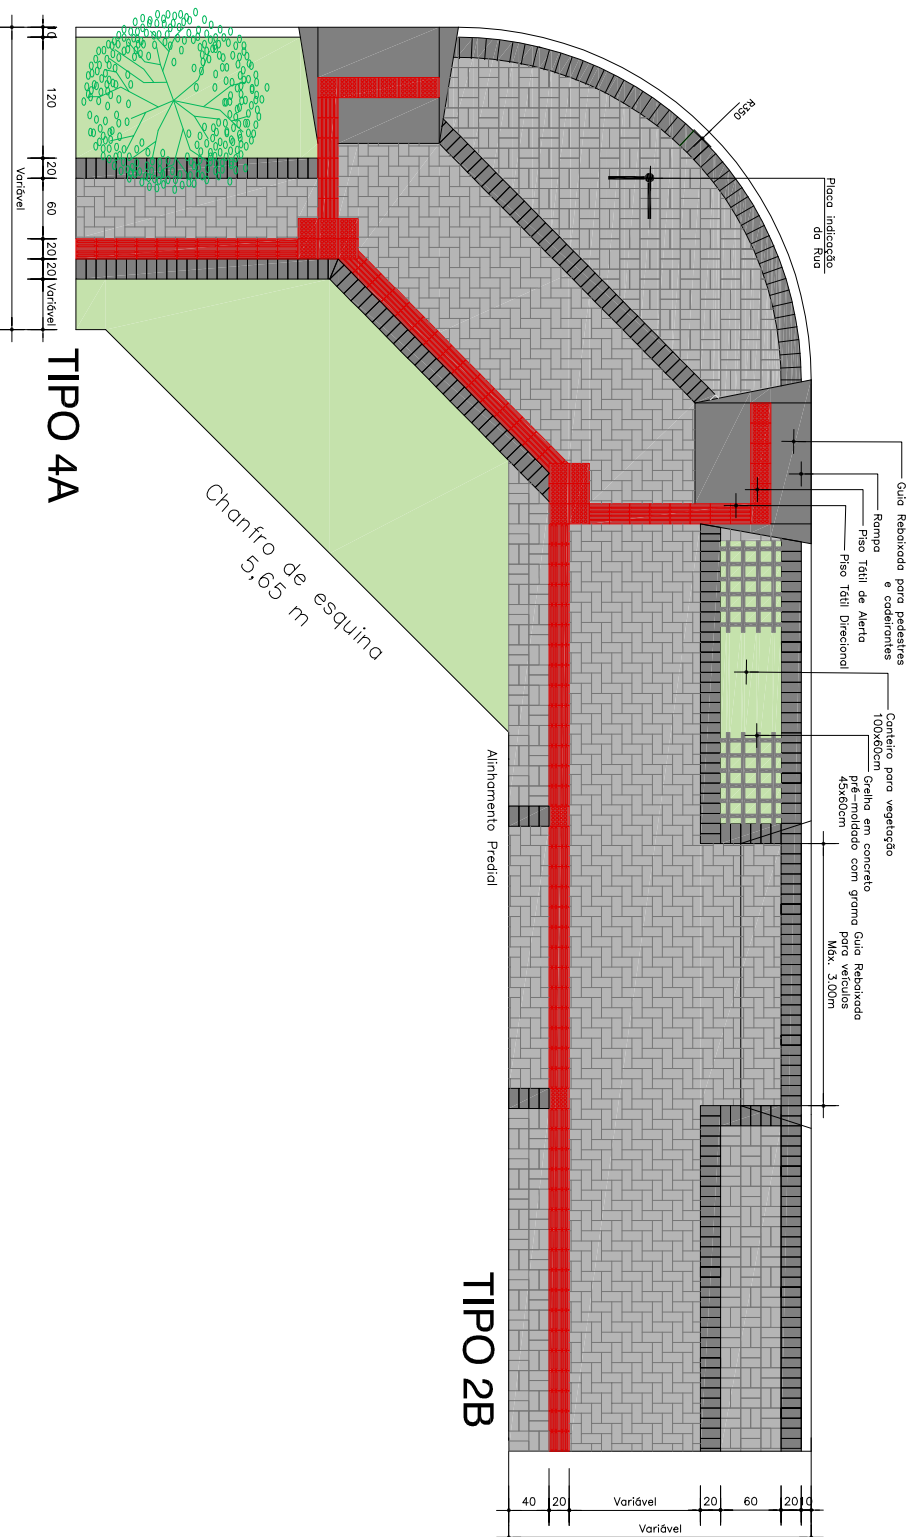 R350
Placa indicação
da Rua
Guia Rebaixada para pedestres
e cadeirantes
Rampa
Piso Tátil de Alerta
Piso Tátil Direcional
Canteiro para vegetação
100x60cm
Grelha em concreto
pré-moldado com grama
45x60cm
Guia Rebaixada
para veículos
Máx. 3.00m
10
120
20
60
20
20
Variável
Variável
TIPO 4A
Chanfro de esquina
5,65 m
Alinhamento Predial
TIPO 2B
40
20
Variável
20
60
20
10
Variável